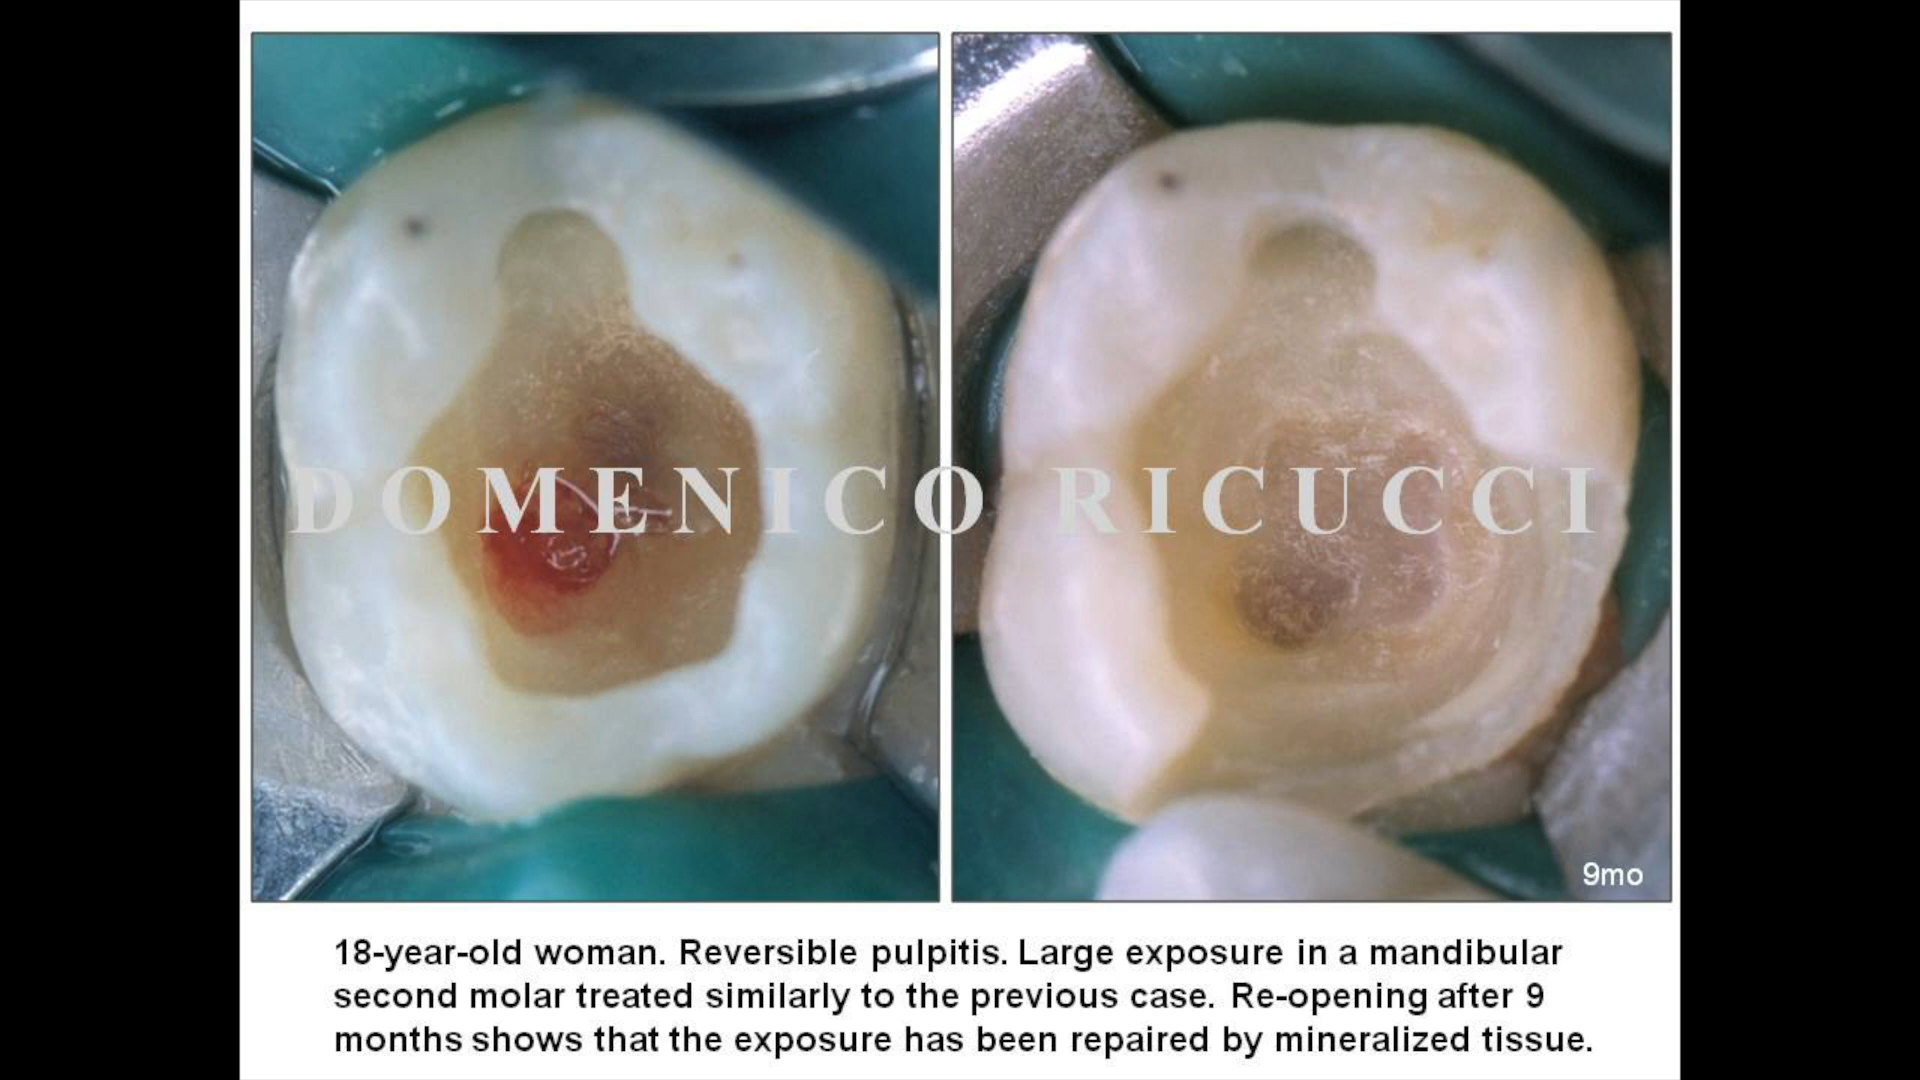 DOMENICO RICUCCI
9mo
18-year-old woman. Reversible pulpitis. Large exposure in a mandibular
second molar treated similarly to the previous case. Re-opening after 9
months shows that the exposure has been repaired by mineralized tissue.